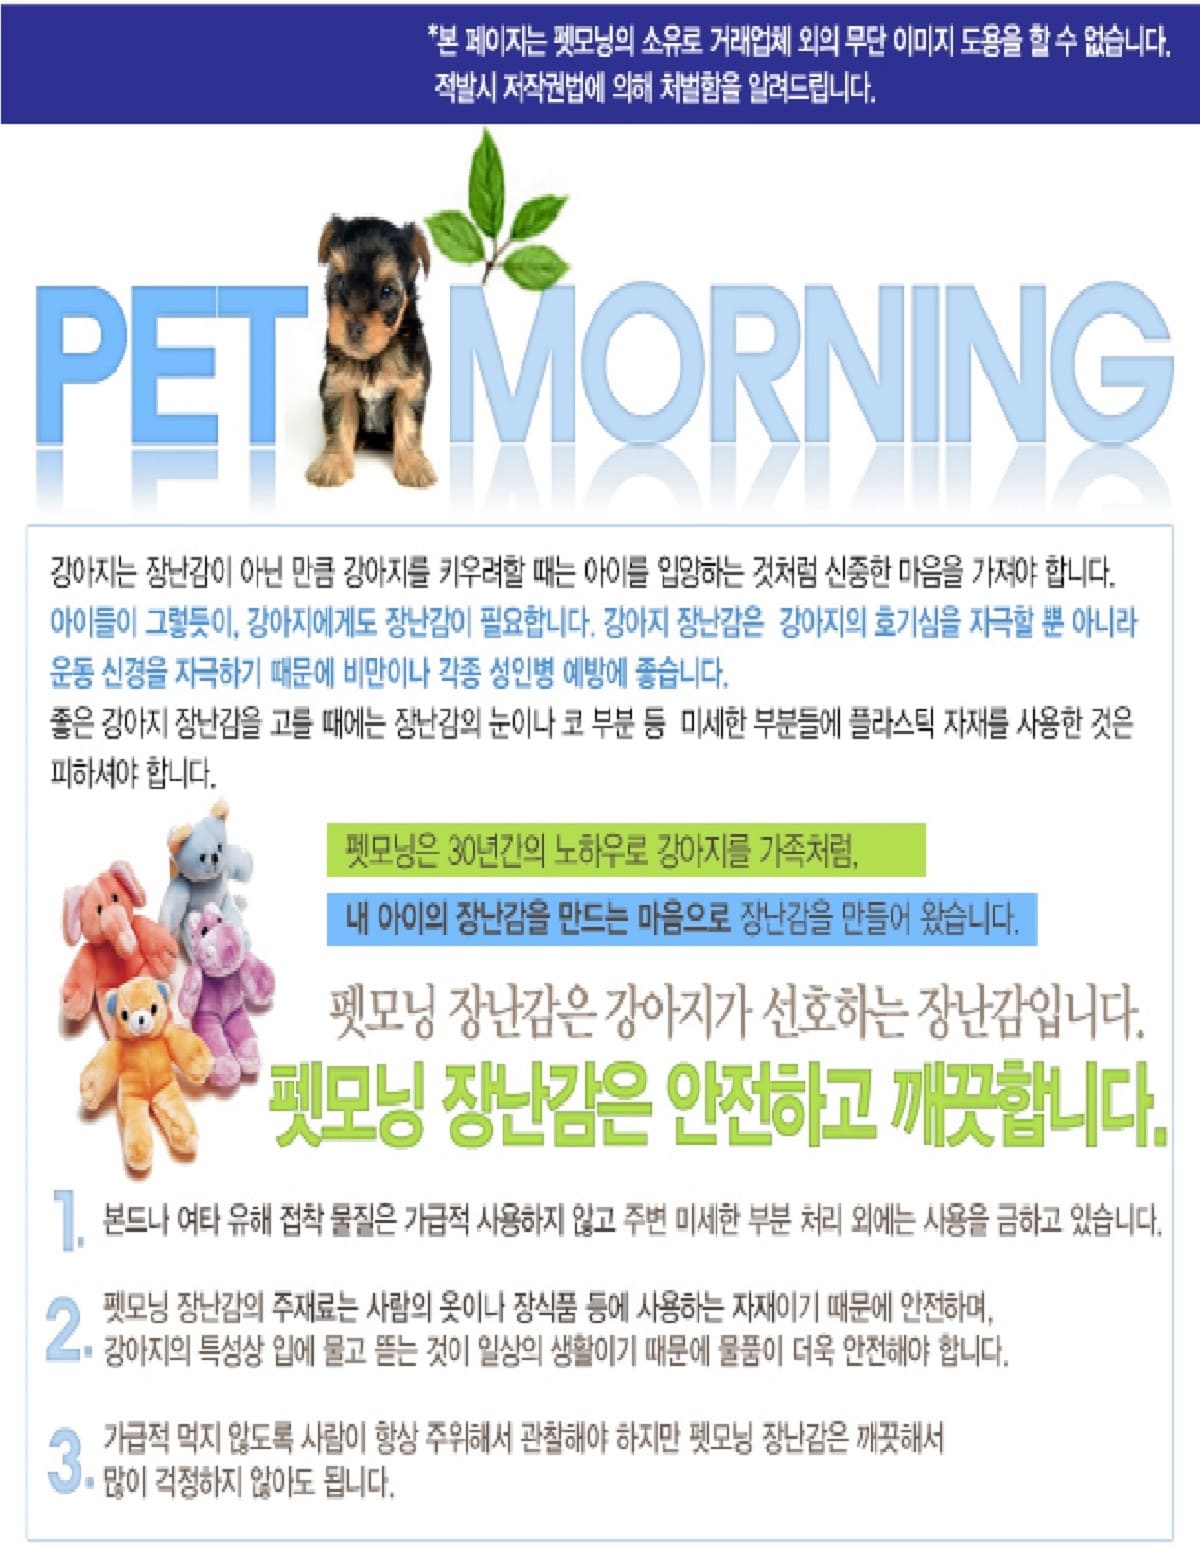 *본 페이지는 펫모닝의 소유로 거래업체 외의 무단 이미지 도용을 할 수 없습니다.
적발시 저작권법에 의해 처벌함을 알려드립니다.
PET MORNING
강아지는 장난감이 아닌 만큼 강아지를 키우려할 때는 아이를 입양하는 것처럼 신중한 마음을 가져야 합니다.
아이들이 그렇듯이, 강아지에게도 장난감이 필요합니다. 강아지 장난감은 강아지의 호기심을 자극할 뿐 아니라
운동 신경을 자극하기 때문에 비만이나 각종 성인병 예방에 좋습니다.
좋은 강아지 장난감을 고를 때에는 장난감의 눈이나 코 부분 등 미세한 부분들에 플라스틱 자재를 사용한 것은
피하셔야 합니다.
펫모닝은 30년간의 노하우로 강아지를 가족처럼,
내 아이의 장난감을 만드는 마음으로 장난감을 만들어 왔습니다.
펫모닝 장난감은 강아지가 선호하는 장난감입니다.
펫모닝 장난감은 안전하고 깨끗합니다.
1. 본드나 여타 유해 접착 물질은 가급적 사용하지 않고 주변 미세한 부분 처리 외에는 사용을 금하고 있습니다.
2. 펫모닝 장난감의 주재료는 사람의 옷이나 장식품 등에 사용하는 자재이기 때문에 안전하며,
강아지의 특성상 입에 물고 뜯는 것이 일상의 생활이기 때문에 물품이 더욱 안전해야 합니다.
3. 가급적 먹지 않도록 사람이 항상 주위해서 관찰해야 하지만 펫모닝 장난감은 깨끗해서
많이 걱정하지 않아도 됩니다.